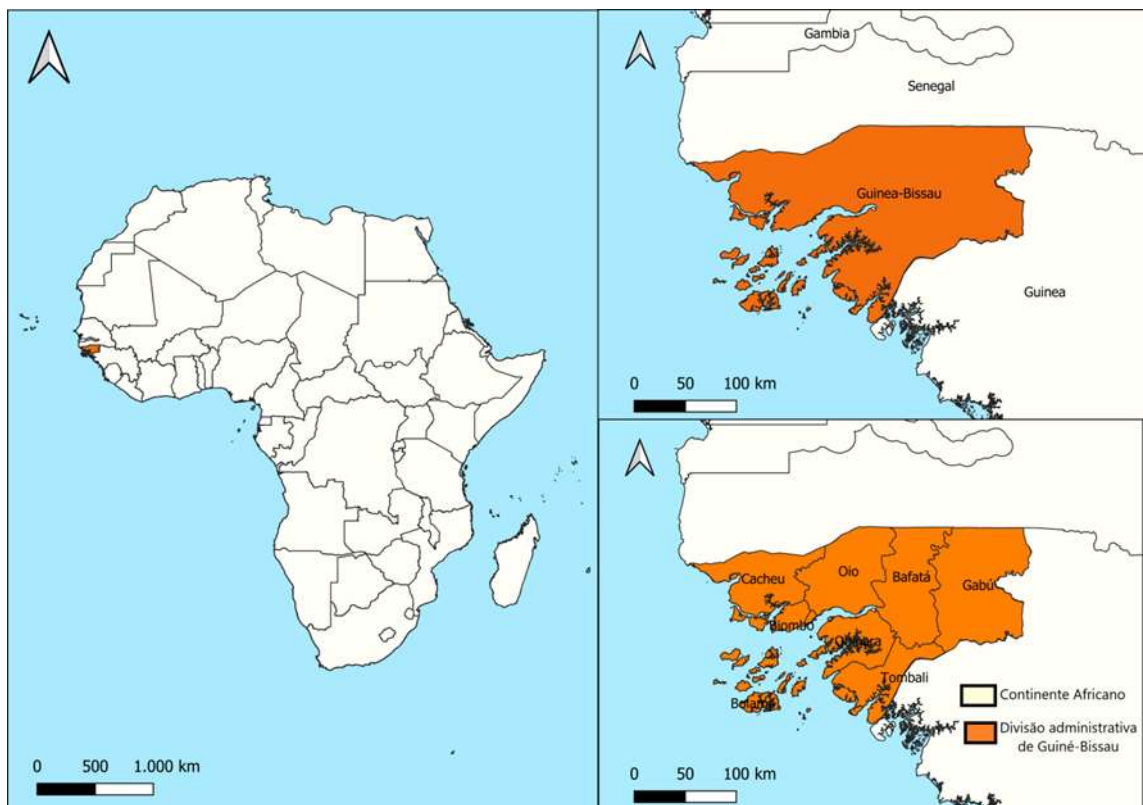 0 500 1.000 km
Gambia
Senegal
Guinea-Bissau
Guinea
0 50 100 km
Cacheu
Oio
Bafatá
Gabú
Biombo
Quinara
Tombali
Bolama
Continente Africano
Divisão administrativa
de Guiné-Bissau
0 50 100 km